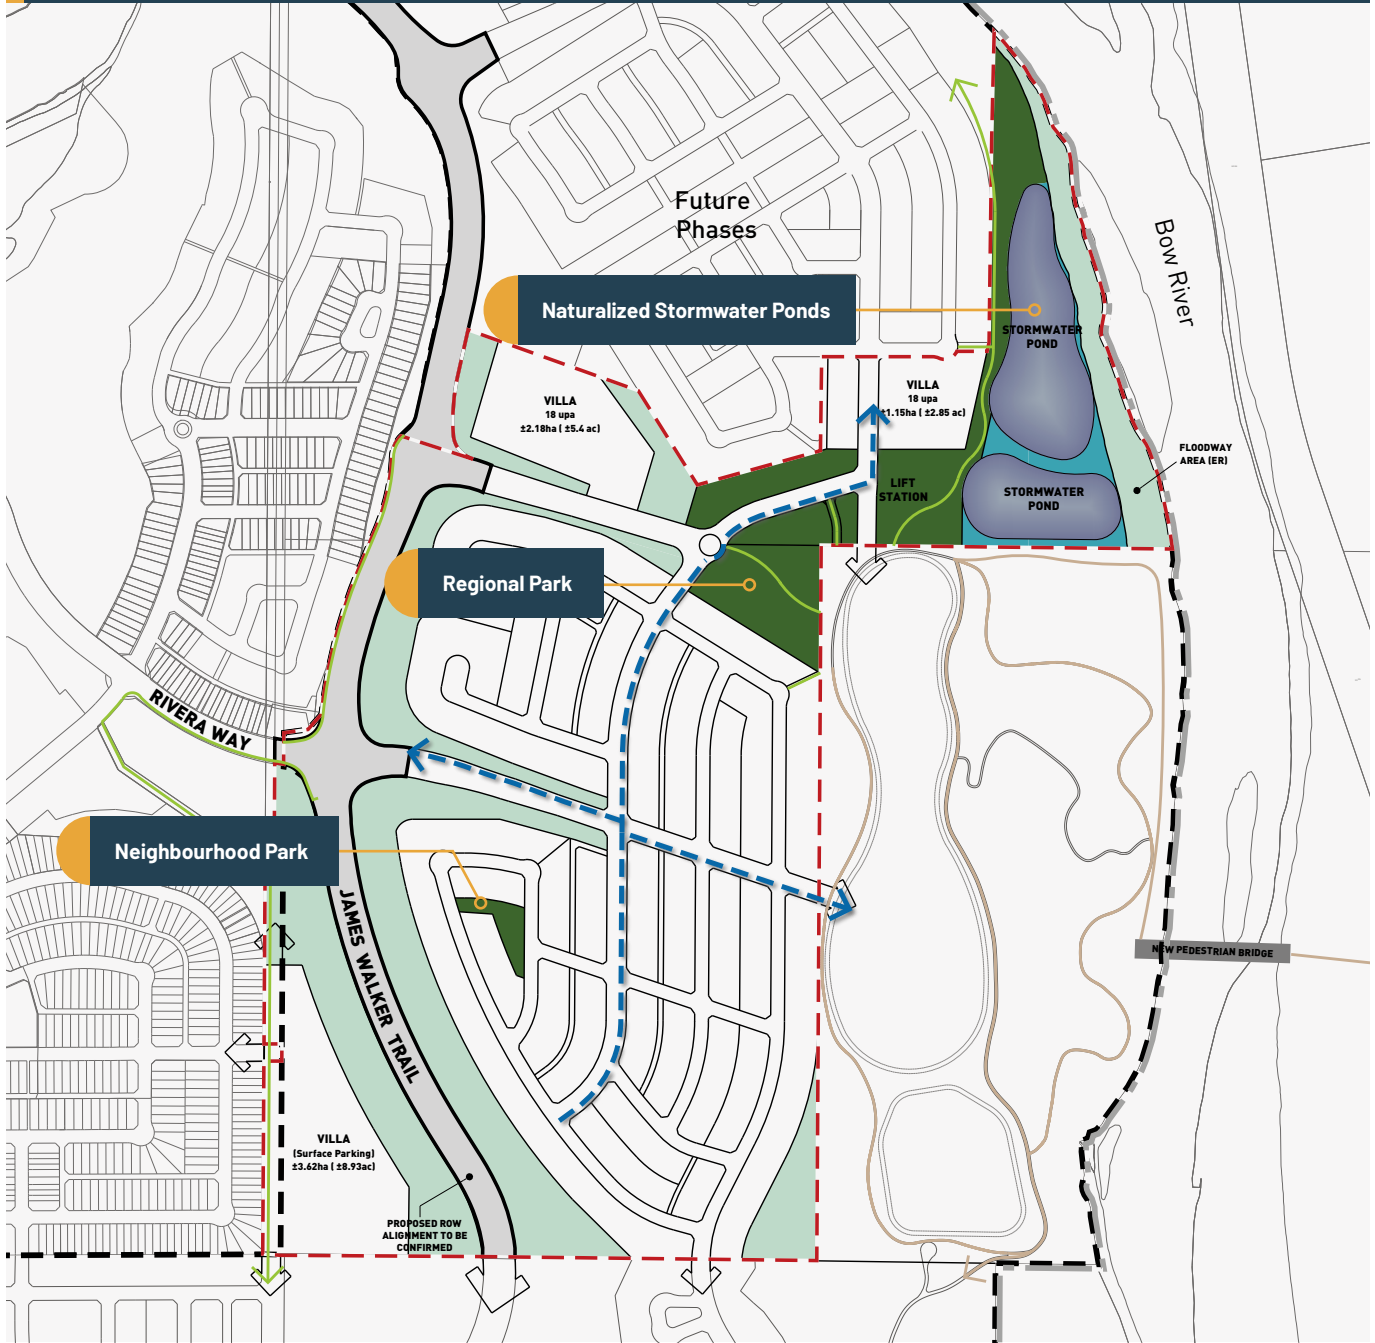 Future
Phases
Bow River
Naturalized Stormwater Ponds
STORMWATER
POND
VILLA
18 upa
±2.18ha ( ±5.4 ac)
VILLA
18 upa
±1.15ha ( ±2.85 ac)
FLOODWAY
AREA (ER)
LIFT
STATION
STORMWATER
POND
Regional Park
RIVERA WAY
Neighbourhood Park
JAMES WALKER TRAIL
NEW PEDESTRIAN BRIDGE
VILLA
(Surface Parking)
±3.62ha ( ±8.93ac)
PROPOSED ROW
ALIGNMENT TO BE
CONFIRMED